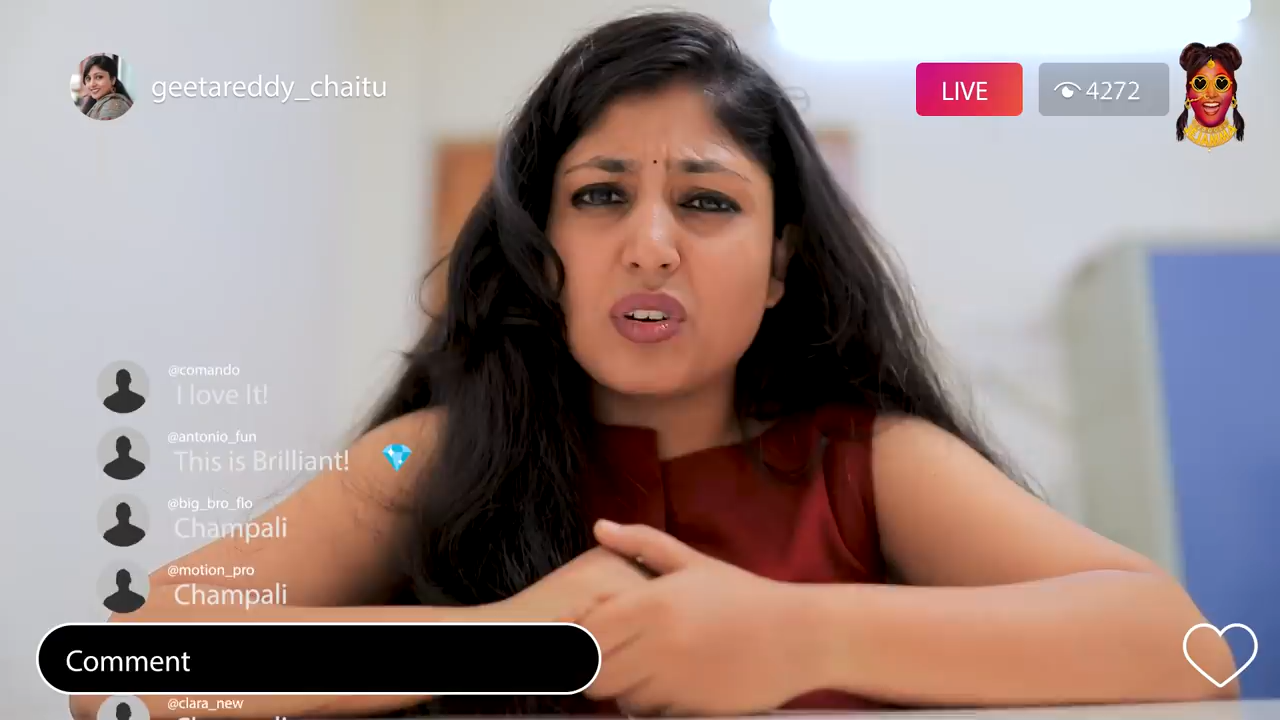 geetareddy_chaitu
LIVE
4272
@comando
I love It!
@antonio_fun
This is Brilliant!
@big_bro_flo
Champali
@motion_pro
Champali
Comment
@clara_new